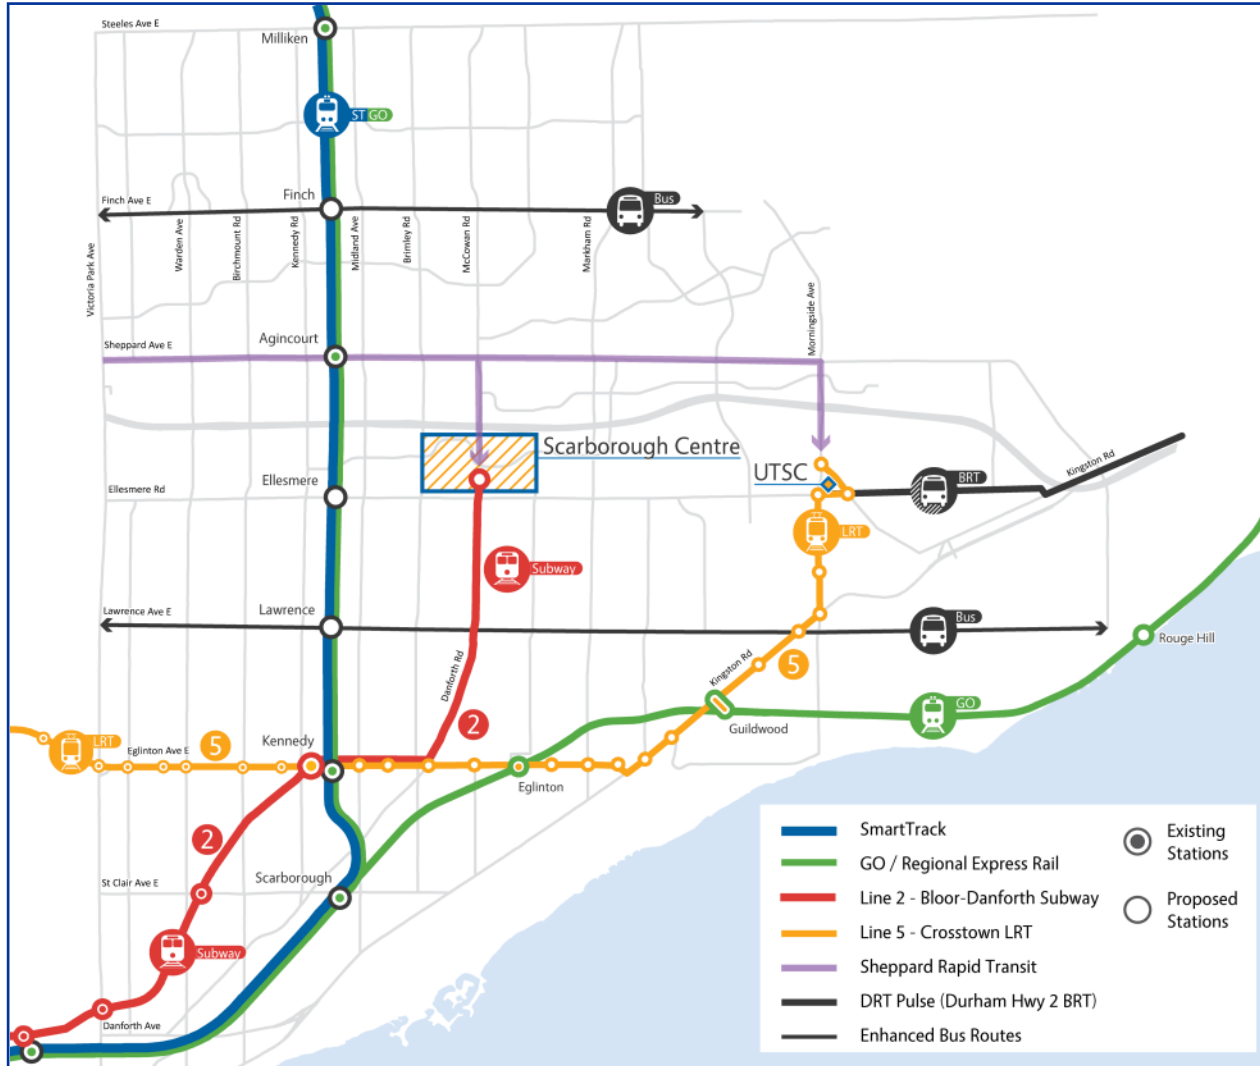 Steeles Ave E
Milliken
ST GO
Finch Ave E
Finch
Bus
Victoria Park Ave
Warden Ave
Birchmount Rd
Kennedy Rd
Midland Ave
Brimley Rd
McCowan Rd
Markham Rd
Morningside Ave
Sheppard Ave E
Agincourt
Scarborough Centre
UTSC
Kingston Rd
Ellesmere Rd
Ellesmere
BRT
LRT
Subway
Lawrence Ave E
Lawrence
Bus
Rouge Hill
Danforth Rd
Kingston Rd
5
2
GO
Guildwood
LRT
Eglinton Ave E
5
Kennedy
Eglinton
2
St Clair Ave E
Scarborough
Subway
Danforth Ave
SmartTrack
GO / Regional Express Rail
Line 2 - Bloor-Danforth Subway
Line 5 - Crosstown LRT
Sheppard Rapid Transit
DRT Pulse (Durham Hwy 2 BRT)
Enhanced Bus Routes
Existing
Stations
Proposed
Stations